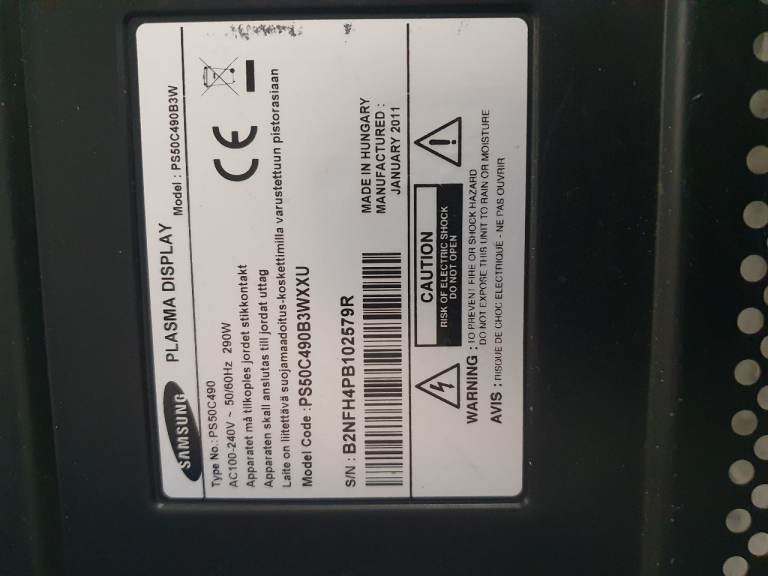 SAMSUNG PLASMA DISPLAY
Model : PS50C490B3W
Type No.: PS50C490
AC100-240V ~ 50/60Hz 290W
Apparatet må tilkoples jordet stikkontakt
Apparaten skall anslutas till jordat uttag
Laite on liitettävä suojamaadoitus-koskettimilla varustettuun pistorasiaan
CE
Model Code : PS50C490B3WXXU
S/N : B2NFH4PB102579R
MADE IN HUNGARY
MANUFACTURED :
JANUARY 2011
CAUTION
RISK OF ELECTRIC SHOCK
DO NOT OPEN
WARNING : TO PREVENT FIRE OR SHOCK HAZARD
DO NOT EXPOSE THIS UNIT TO RAIN OR MOISTURE
AVIS : RISQUE DE CHOC ELECTRIQUE - NE PAS OUVRIR